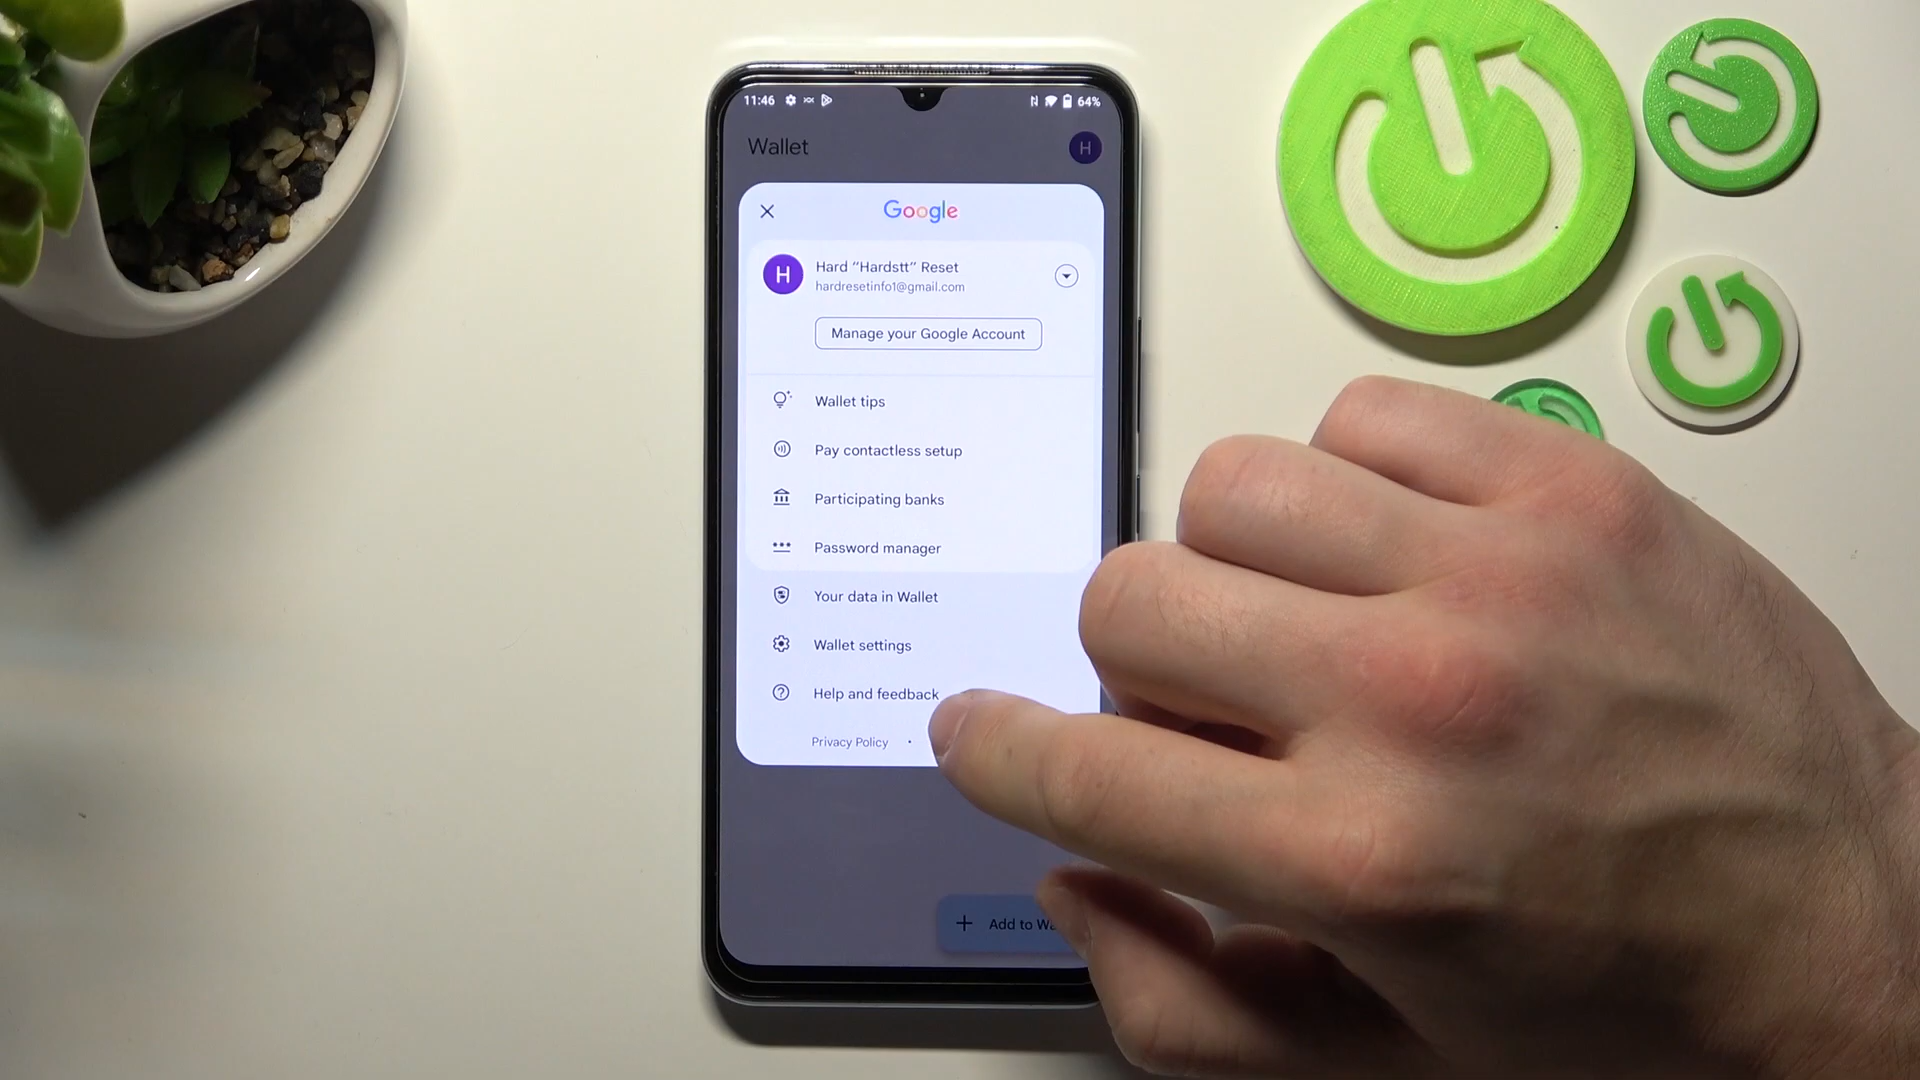 11:46 64%
Wallet H
Google
H Hard “Hardstt” Reset
hardresetinfo1@gmail.com
Manage your Google Account
Wallet tips
Pay contactless setup
Participating banks
Password manager
Your data in Wallet
Wallet settings
Help and feedback
Privacy Policy •
+ Add to